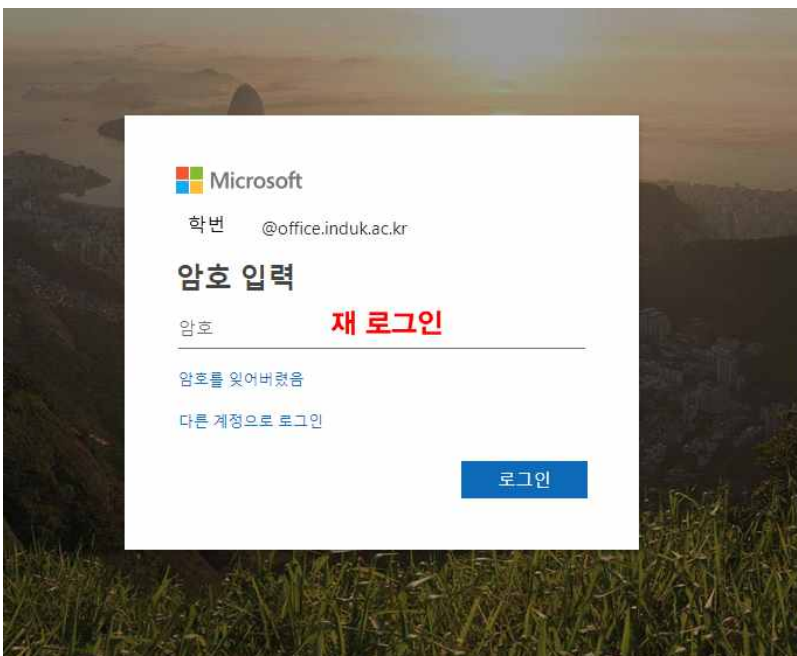 Microsoft
학번 @office.induk.ac.kr
암호 입력
암호 재 로그인
암호를 잊어버렸음
다른 계정으로 로그인
로그인